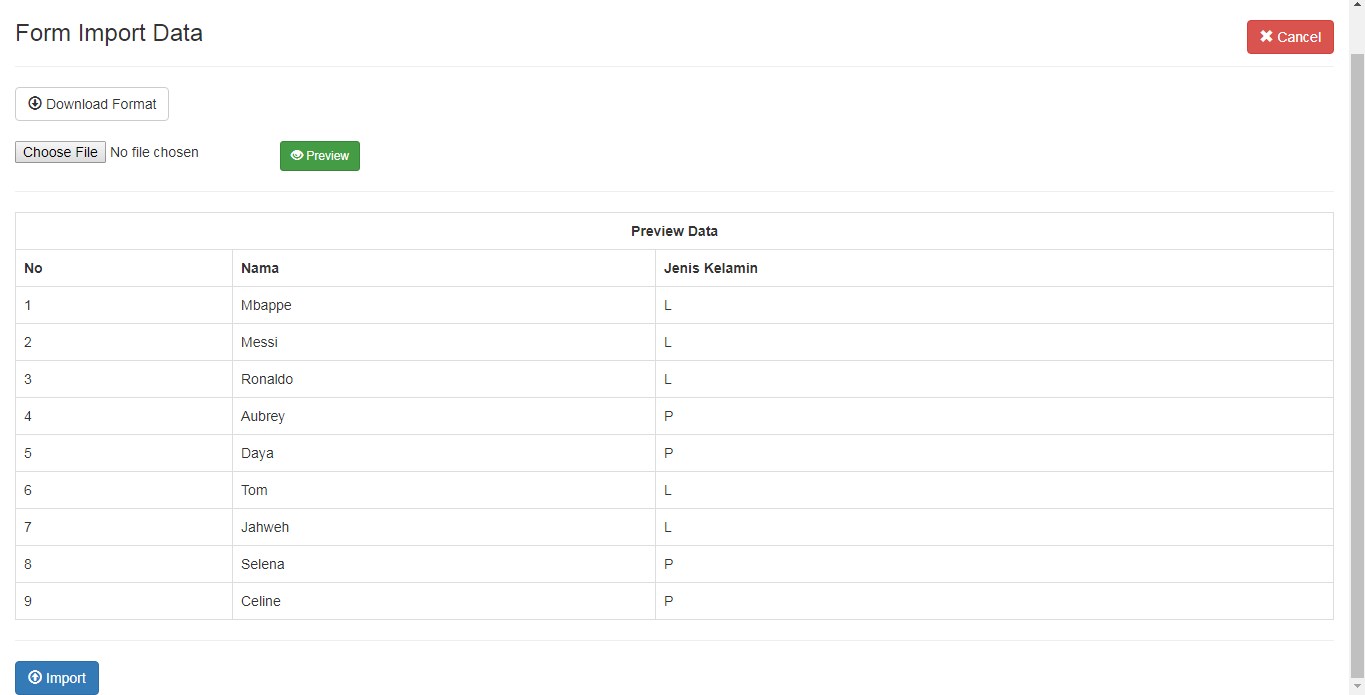 Form Import Data
Cancel
Download Format
Choose File No file chosen
Preview
Preview Data
No Nama Jenis Kelamin
1 Mbappe L
2 Messi L
3 Ronaldo L
4 Aubrey P
5 Daya P
6 Tom L
7 Jahweh L
8 Selena P
9 Celine P
Import